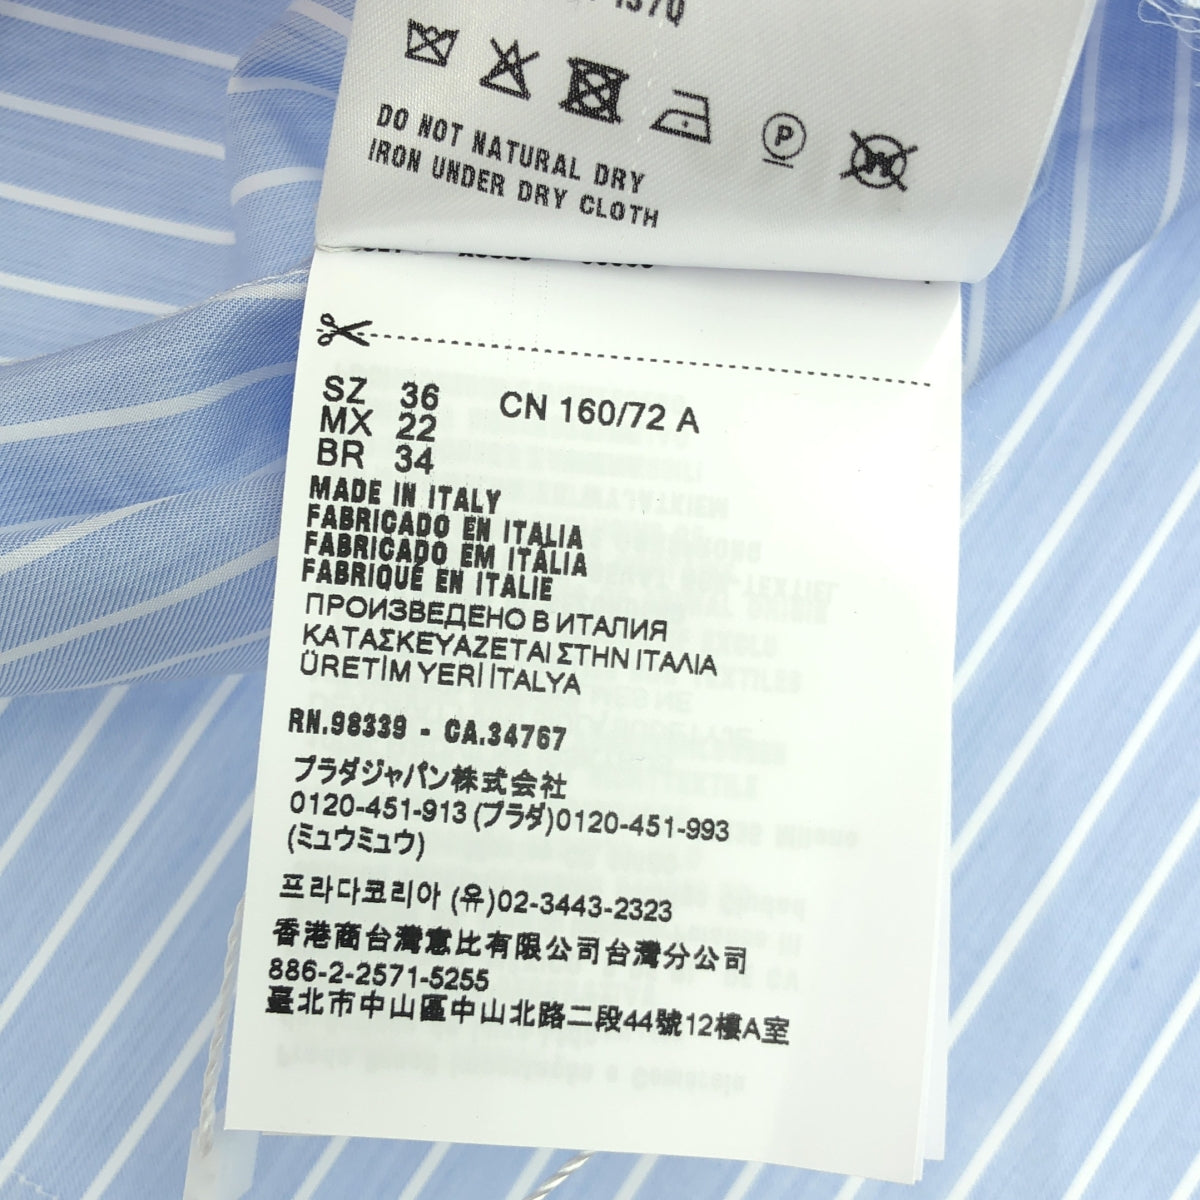 DO NOT NATURAL DRY
IRON UNDER DRY CLOTH
SZ 36 CN 160/72 A
MX 22
BR 34
MADE IN ITALY
FABRICADO EN ITALIA
FABRICADO EM ITÁLIA
FABRIQUÉ EN ITALIE
ПРОИЗВЕДЕНО В ИТАЛИЯ
ΚΑΤΑΣΚΕΥΑΖΕΤΑΙ ΣΤΗΝ ΙΤΑΛΙΑ
ÜRETİM YERİ İTALYA
RN.98339 - CA.34767
プラダジャパン株式会社
0120-451-913 (プラダ)0120-451-993
(ミュウミュウ)
프라다코리아 (유)02-3443-2323
香港商台灣惠比有限公司台灣分公司
886-2-2571-5255
臺北市中山區中山北路二段44號12樓A室